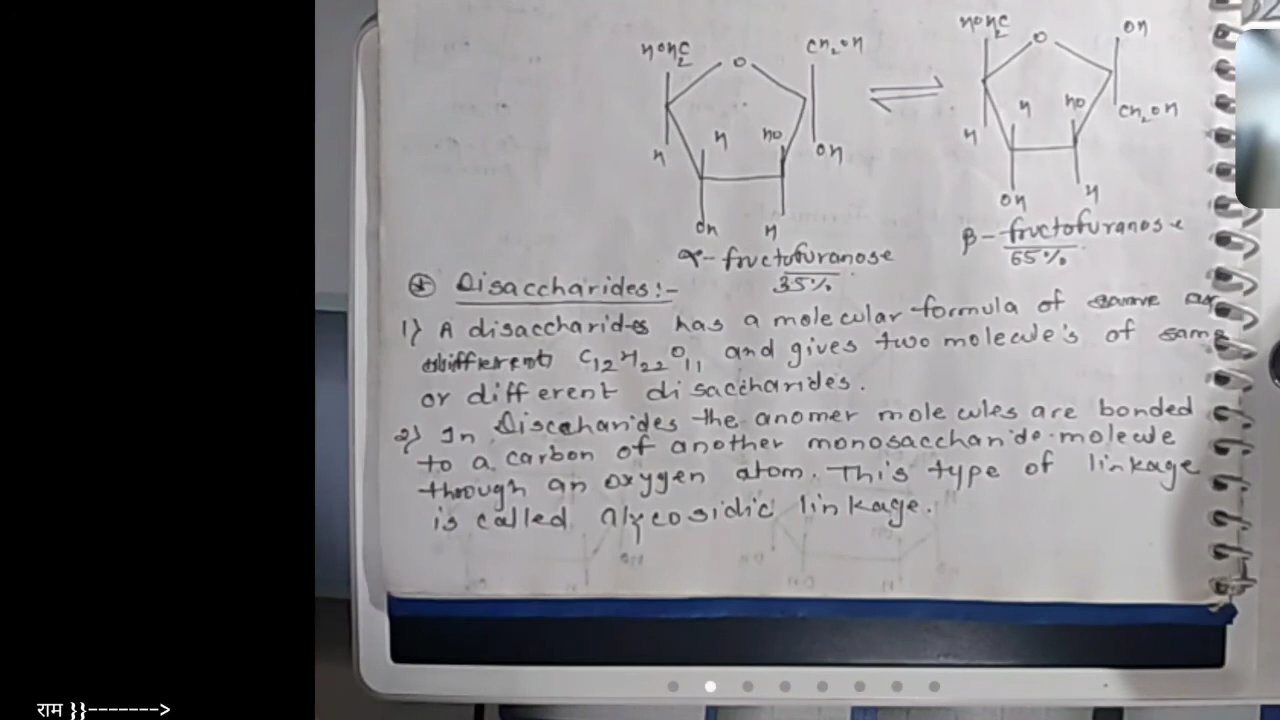 HOH₂C
O
CH₂OH
H
H
HO
OH
OH
H
α- fructofuranose
35%
HOH₂C
O
OH
H
H
HO
CH₂OH
OH
H
β- fructofuranose
65%
⊛ Disaccharides:-
1) A disaccharides has a molecular formula of same or
different C₁₂H₂₂O₁₁ and gives two molecule's of same
or different disaccharides.
2) In Disccharides the anomer molecules are bonded
to a carbon of another monosaccharide molecule
through an oxygen atom. This type of linkage
is called glycosidic linkage.
राम }}------->